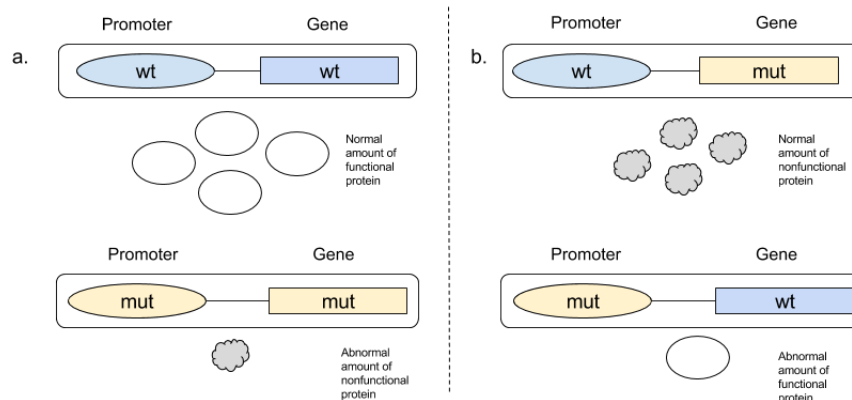 a.
Promoter Gene
wt wt
Normal
amount of
functional
protein
Promoter Gene
mut mut
Abnormal
amount of
nonfunctional
protein
b.
Promoter Gene
wt mut
Normal
amount of
nonfunctional
protein
Promoter Gene
mut wt
Abnormal
amount of
functional
protein